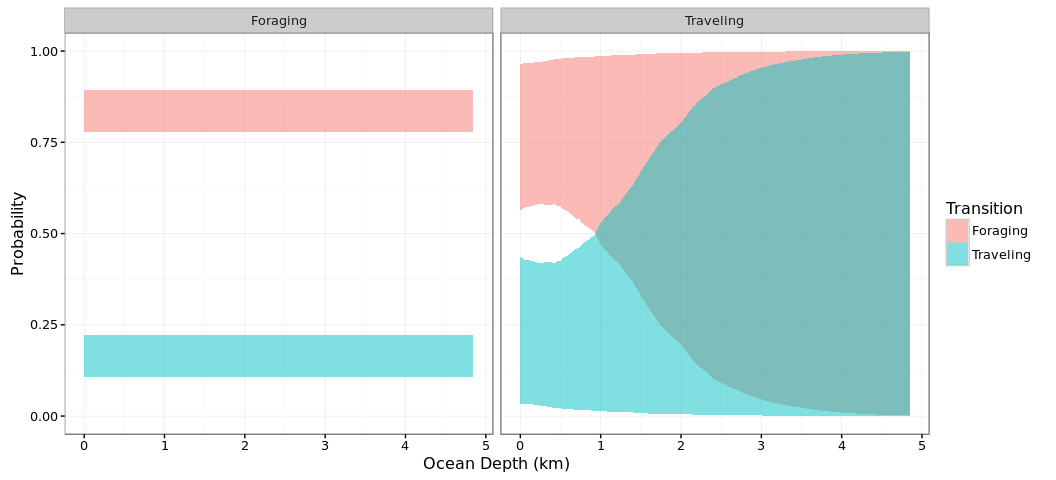 Foraging
Traveling
1.00
0.75
0.50
0.25
0.00
Probability
0 1 2 3 4 5
0 1 2 3 4 5
Ocean Depth (km)
Transition
Foraging
Traveling